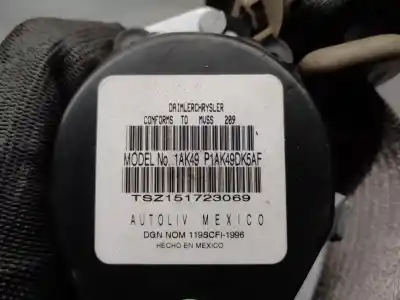 DAIMLERCHRYSLER
CONFORMS TO MVSS 209
MODEL No. 1AK49 P1AK49DK5AF
TSZ151723069
AUTOLIV MEXICO
DGN NOM 119SCFI-1996
HECHO EN MEXICO